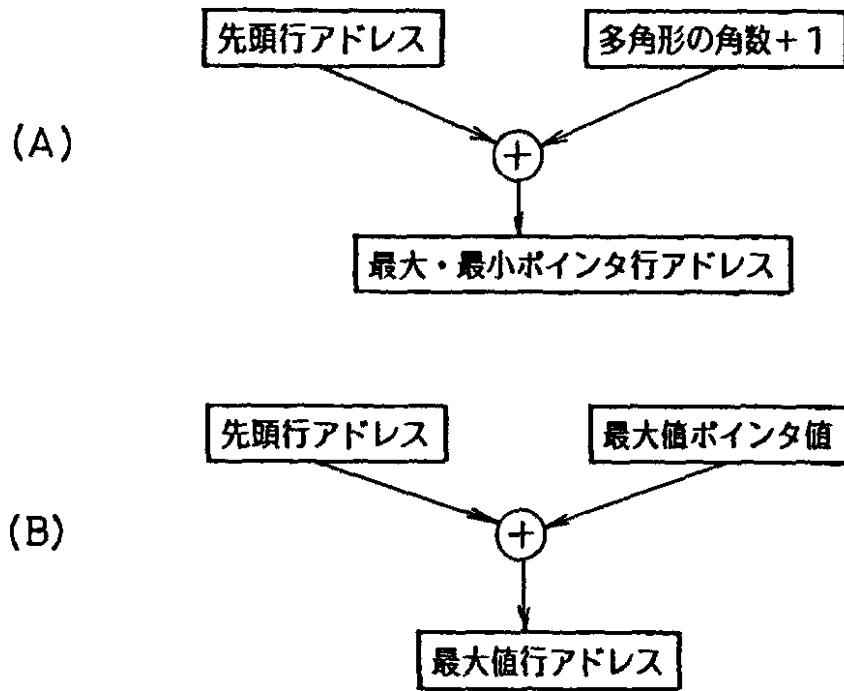 先頭行アドレス 多角形の角数+1
(A)
+
最大・最小ポインタ行アドレス
先頭行アドレス 最大値ポインタ値
(B)
+
最大値行アドレス